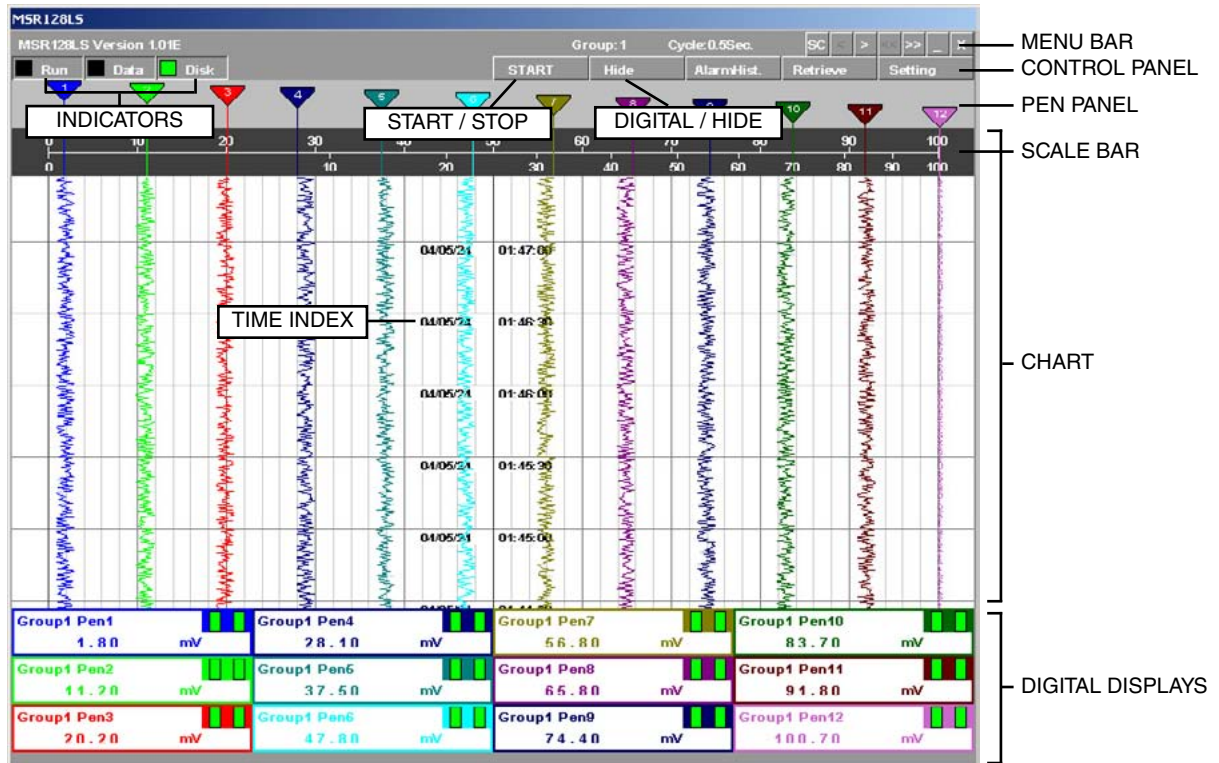 MSR128LS
MSR128LS Version 1.01E Group:1 Cycle:0.5Sec. SC < > << >> _ X
MENU BAR
Run Data Disk START Hide AlarmHist. Retrieve Setting
CONTROL PANEL
1 2 3 4 5 6 7 8 9 10 11 12
PEN PANEL
INDICATORS
START / STOP
DIGITAL / HIDE
0 10 20 30 40 50 60 70 80 90 100
SCALE BAR
0 10 20 30 40 50 60 70 80 90 100
04/05/24 01:47:00
TIME INDEX
04/05/24 01:46:30
CHART
04/05/24 01:46:00
04/05/24 01:45:30
04/05/24 01:45:00
Group1 Pen1 Group1 Pen4 Group1 Pen7 Group1 Pen10
1.80 mV 28.10 mV 56.80 mV 83.70 mV
Group1 Pen2 Group1 Pen5 Group1 Pen8 Group1 Pen11
11.20 mV 37.50 mV 65.80 mV 91.80 mV
DIGITAL DISPLAYS
Group1 Pen3 Group1 Pen6 Group1 Pen9 Group1 Pen12
20.20 mV 47.80 mV 74.40 mV 100.70 mV